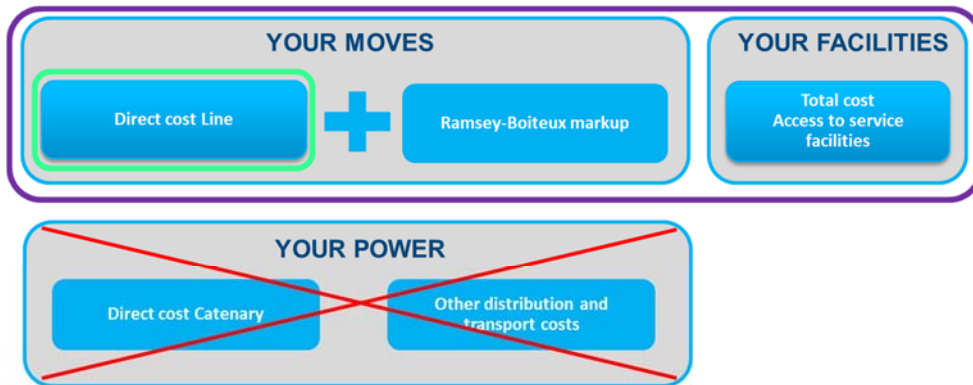 YOUR MOVES
YOUR FACILITIES
Direct cost Line
Ramsey-Boiteux markup
Total cost
Access to service
facilities
YOUR POWER
Direct cost Catenary
Other distribution and
transport costs